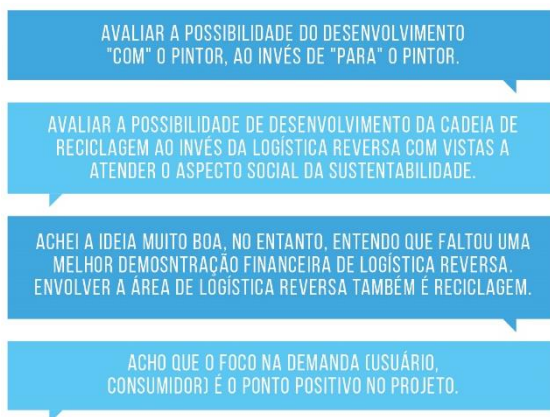 AVALIAR A POSSIBILIDADE DO DESENVOLVIMENTO
"COM" O PINTOR, AO INVÉS DE "PARA" O PINTOR.
AVALIAR A POSSIBILIDADE DE DESENVOLVIMENTO DA CADEIA DE
RECICLAGEM AO INVÉS DA LOGÍSTICA REVERSA COM VISTAS A
ATENDER O ASPECTO SOCIAL DA SUSTENTABILIDADE.
ACHEI A IDEIA MUITO BOA, NO ENTANTO, ENTENDO QUE FALTOU UMA
MELHOR DEMOSNTRAÇÃO FINANCEIRA DE LOGÍSTICA REVERSA.
ENVOLVER A ÁREA DE LOGÍSTICA REVERSA TAMBÉM É RECICLAGEM.
ACHO QUE O FOCO NA DEMANDA (USUÁRIO,
CONSUMIDOR) É O PONTO POSITIVO NO PROJETO.